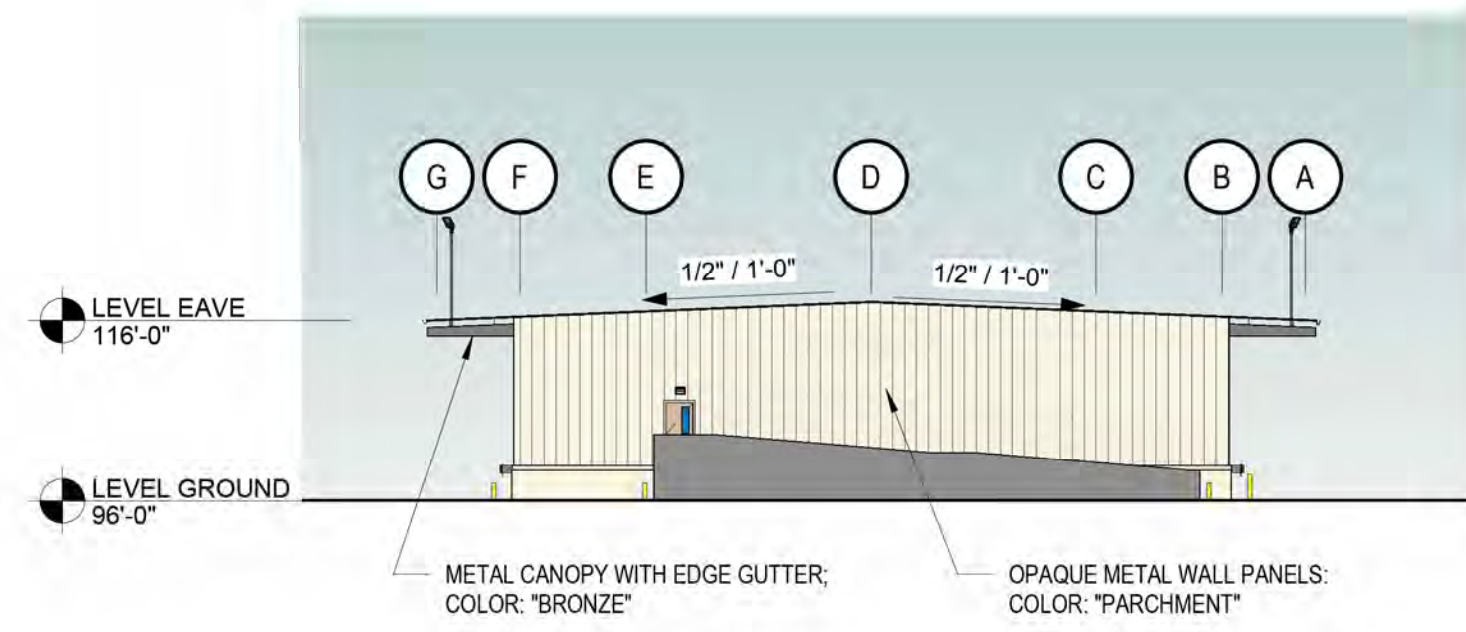 G F E D C B A
1/2" / 1'-0" 1/2" / 1'-0"
LEVEL EAVE
116'-0"
LEVEL GROUND
96'-0"
METAL CANOPY WITH EDGE GUTTER;
COLOR: "BRONZE"
OPAQUE METAL WALL PANELS:
COLOR: "PARCHMENT"